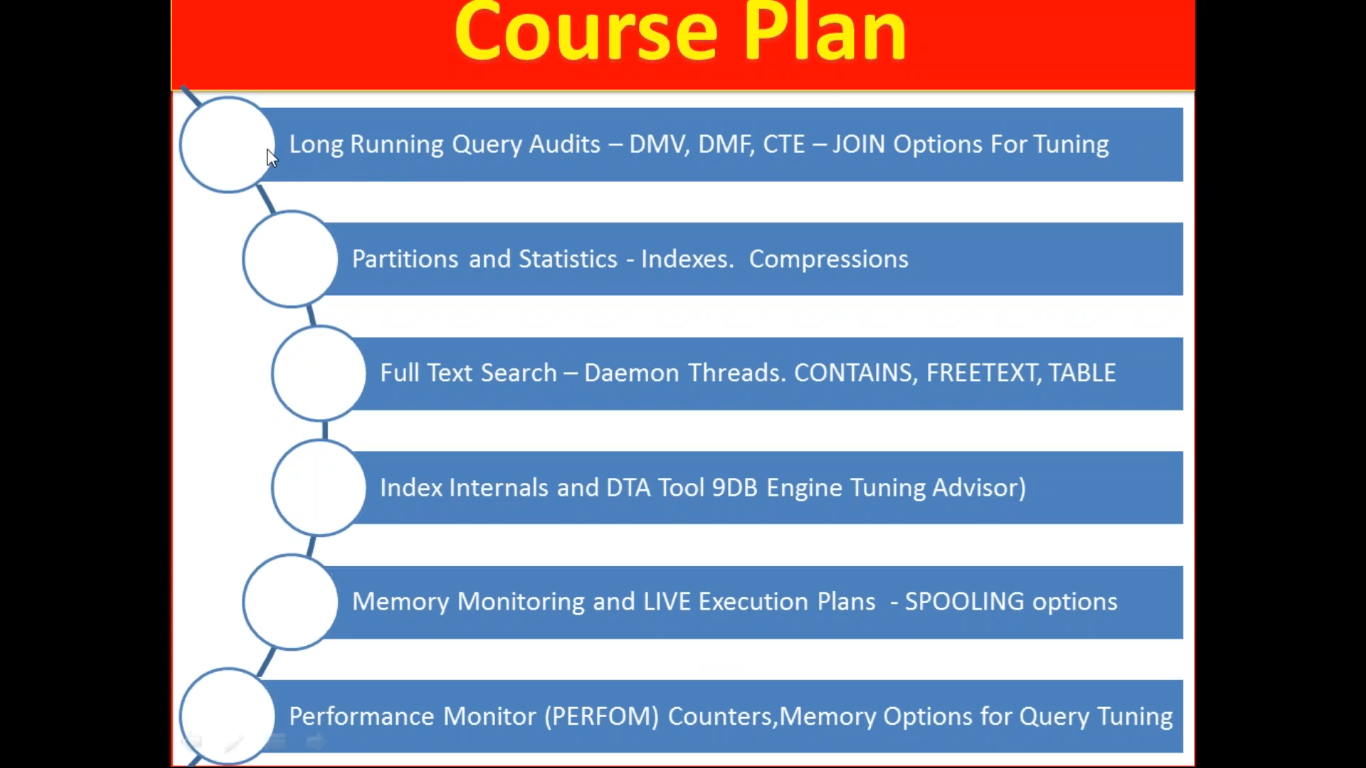 Course Plan
Long Running Query Audits – DMV, DMF, CTE – JOIN Options For Tuning
Partitions and Statistics - Indexes.  Compressions
Full Text Search – Daemon Threads. CONTAINS, FREETEXT, TABLE
Index Internals and DTA Tool 9DB Engine Tuning Advisor)
Memory Monitoring and LIVE Execution Plans  - SPOOLING options
Performance Monitor (PERFOM) Counters,Memory Options for Query Tuning